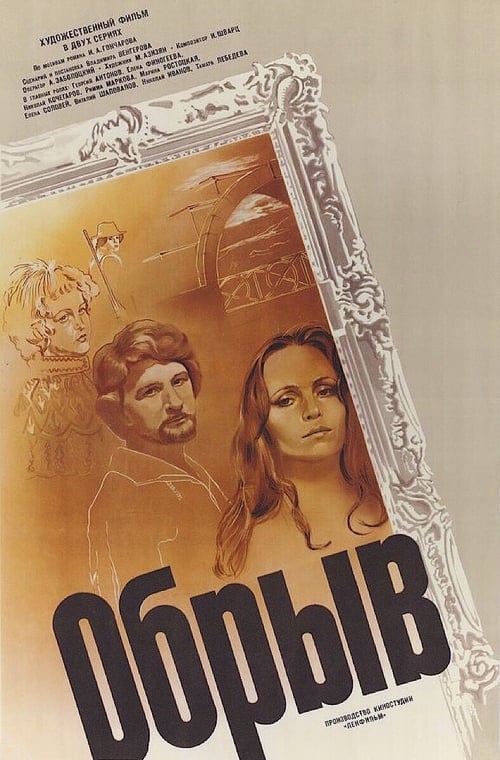 ХУДОЖЕСТВЕННЫЙ ФИЛЬМ
В ДВУХ СЕРИЯХ
ПО МОТИВАМ РОМАНА И. А. ГОНЧАРОВА
СЦЕНАРИЙ И ПОСТАНОВКА ВЛАДИМИРА ВЕНГЕРОВА
ОПЕРАТОР А. ЗАБОЛОЦКИЙ · ХУДОЖНИК М. АЗИЗЯН · КОМПОЗИТОР И. ШВАРЦ
В ГЛАВНЫХ РОЛЯХ: ГЕОРГИЙ АНТОНОВ, ЕЛЕНА ФИНОГЕЕВА,
НИКОЛАЙ КОЧЕГАРОВ, РИММА МАРКОВА, МАРИНА РОСТОЦКАЯ,
ЕЛЕНА СОЛОВЕЙ, ВИТАЛИЙ ШАПОВАЛОВ, НИКОЛАЙ ИВАНОВ, ТАМАРА ЛЕБЕДЕВА
ОБРЫВ
ПРОИЗВОДСТВО КИНОСТУДИИ
«ЛЕНФИЛЬМ»